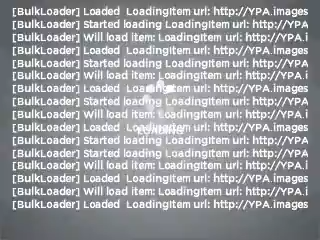 [BulkLoader] Loaded  LoadingItem url: http://YPA.images
[BulkLoader] Started loading LoadingItem url: http://YPA
[BulkLoader] Will load item: LoadingItem url: http://YPA.i
[BulkLoader] Loaded  LoadingItem url: http://YPA.images
[BulkLoader] Started loading LoadingItem url: http://YPA
[BulkLoader] Will load item: LoadingItem url: http://YPA.i
[BulkLoader] Loaded  LoadingItem url: http://YPA.images
[BulkLoader] Started loading LoadingItem url: http://YPA
[BulkLoader] Will load item: LoadingItem url: http://YPA.i
[BulkLoader] Loaded  LoadingItem url: http://YPA.images
LOADING
[BulkLoader] Started loading LoadingItem url: http://YPA
[BulkLoader] Started loading LoadingItem url: http://YPA
[BulkLoader] Will load item: LoadingItem url: http://YPA.i
[BulkLoader] Loaded  LoadingItem url: http://YPA.images
[BulkLoader] Will load item: LoadingItem url: http://YPA.i
[BulkLoader] Loaded  LoadingItem url: http://YPA.images